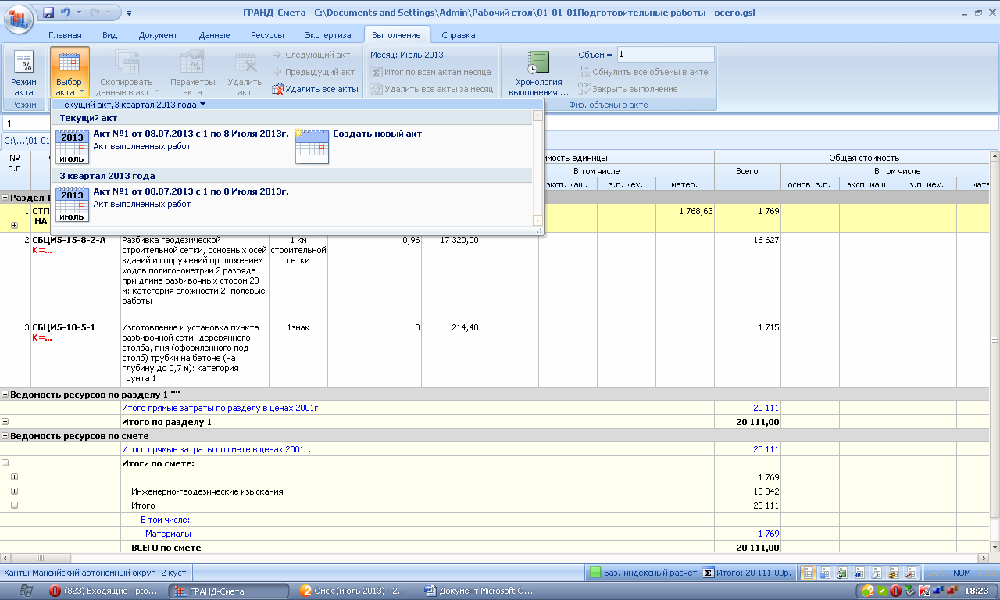 ГРАНД-Смета - C:\Documents and Settings\Admin\Рабочий стол\01-01-01Подготовительные работы - всего.gsf
Главная Вид Документ Данные Ресурсы Экспертиза Выполнение Справка
Режим акта
Выбор акта
Скопировать данные в акт
Параметры акта
Удалить акт
Следующий акт
Предыдущий акт
Удалить все акты
Месяц: Июль 2013
Итог по всем актам месяца
Удалить все акты за месяц
Хронология выполнения ...
Объем = 1
Обнулить все объемы в акте
Закрыть выполнение
Режим
Физ. объемы в акте
Текущий акт,3 квартал 2013 года
Текущий акт
2013 июль
Акт №1 от 08.07.2013 с 1 по 8 Июля 2013г.
Акт выполненных работ
Создать новый акт
3 квартал 2013 года
2013 июль
Акт №1 от 08.07.2013 с 1 по 8 Июля 2013г.
Акт выполненных работ
1
C:\...\01-01
№ п.п
мость единицы
Всего
Общая стоимость
В том числе
В том числе
эксп. маш. з.п. мех. матер.
основ. з.п. эксп. маш. з.п. мех. мате
Раздел 1
1 СТП 1 768,63 1 769
НА
2 СБЦИ5-15-8-2-А Разбивка геодезической 1 км 0,96 17 320,00 16 627
К=... строительной сетки, основных осей строительной
зданий и сооружений проложением сетки
ходов полигонометрии 2 разряда
при длине разбивочных сторон 20
м: категория сложности 2, полевые
работы
3 СБЦИ5-10-5-1 Изготовление и установка пункта 1знак 8 214,40 1 715
К=... разбивочной сети: деревянного
столба, пня (оформленного под
столб) трубки на бетоне (на
глубину до 0,7 м): категория
грунта 1
Ведомость ресурсов по разделу 1 ""
Итого прямые затраты по разделу в ценах 2001г. 20 111
Итого по разделу 1 20 111,00
Ведомость ресурсов по смете
Итого прямые затраты по смете в ценах 2001г. 20 111
Итоги по смете:
1 769
Инженерно-геодезические изыскания 18 342
Итого 20 111
В том числе:
Материалы 1 769
ВСЕГО по смете 20 111,00
Ханты-Мансийский автономный округ 2 куст
Баз.-индексный расчет Итого: 20 111,00р. NUM
(823) Входящие - pto... ГРАНД-Смета Омск (июль 2013) - 2... Документ Microsoft O... 18:23